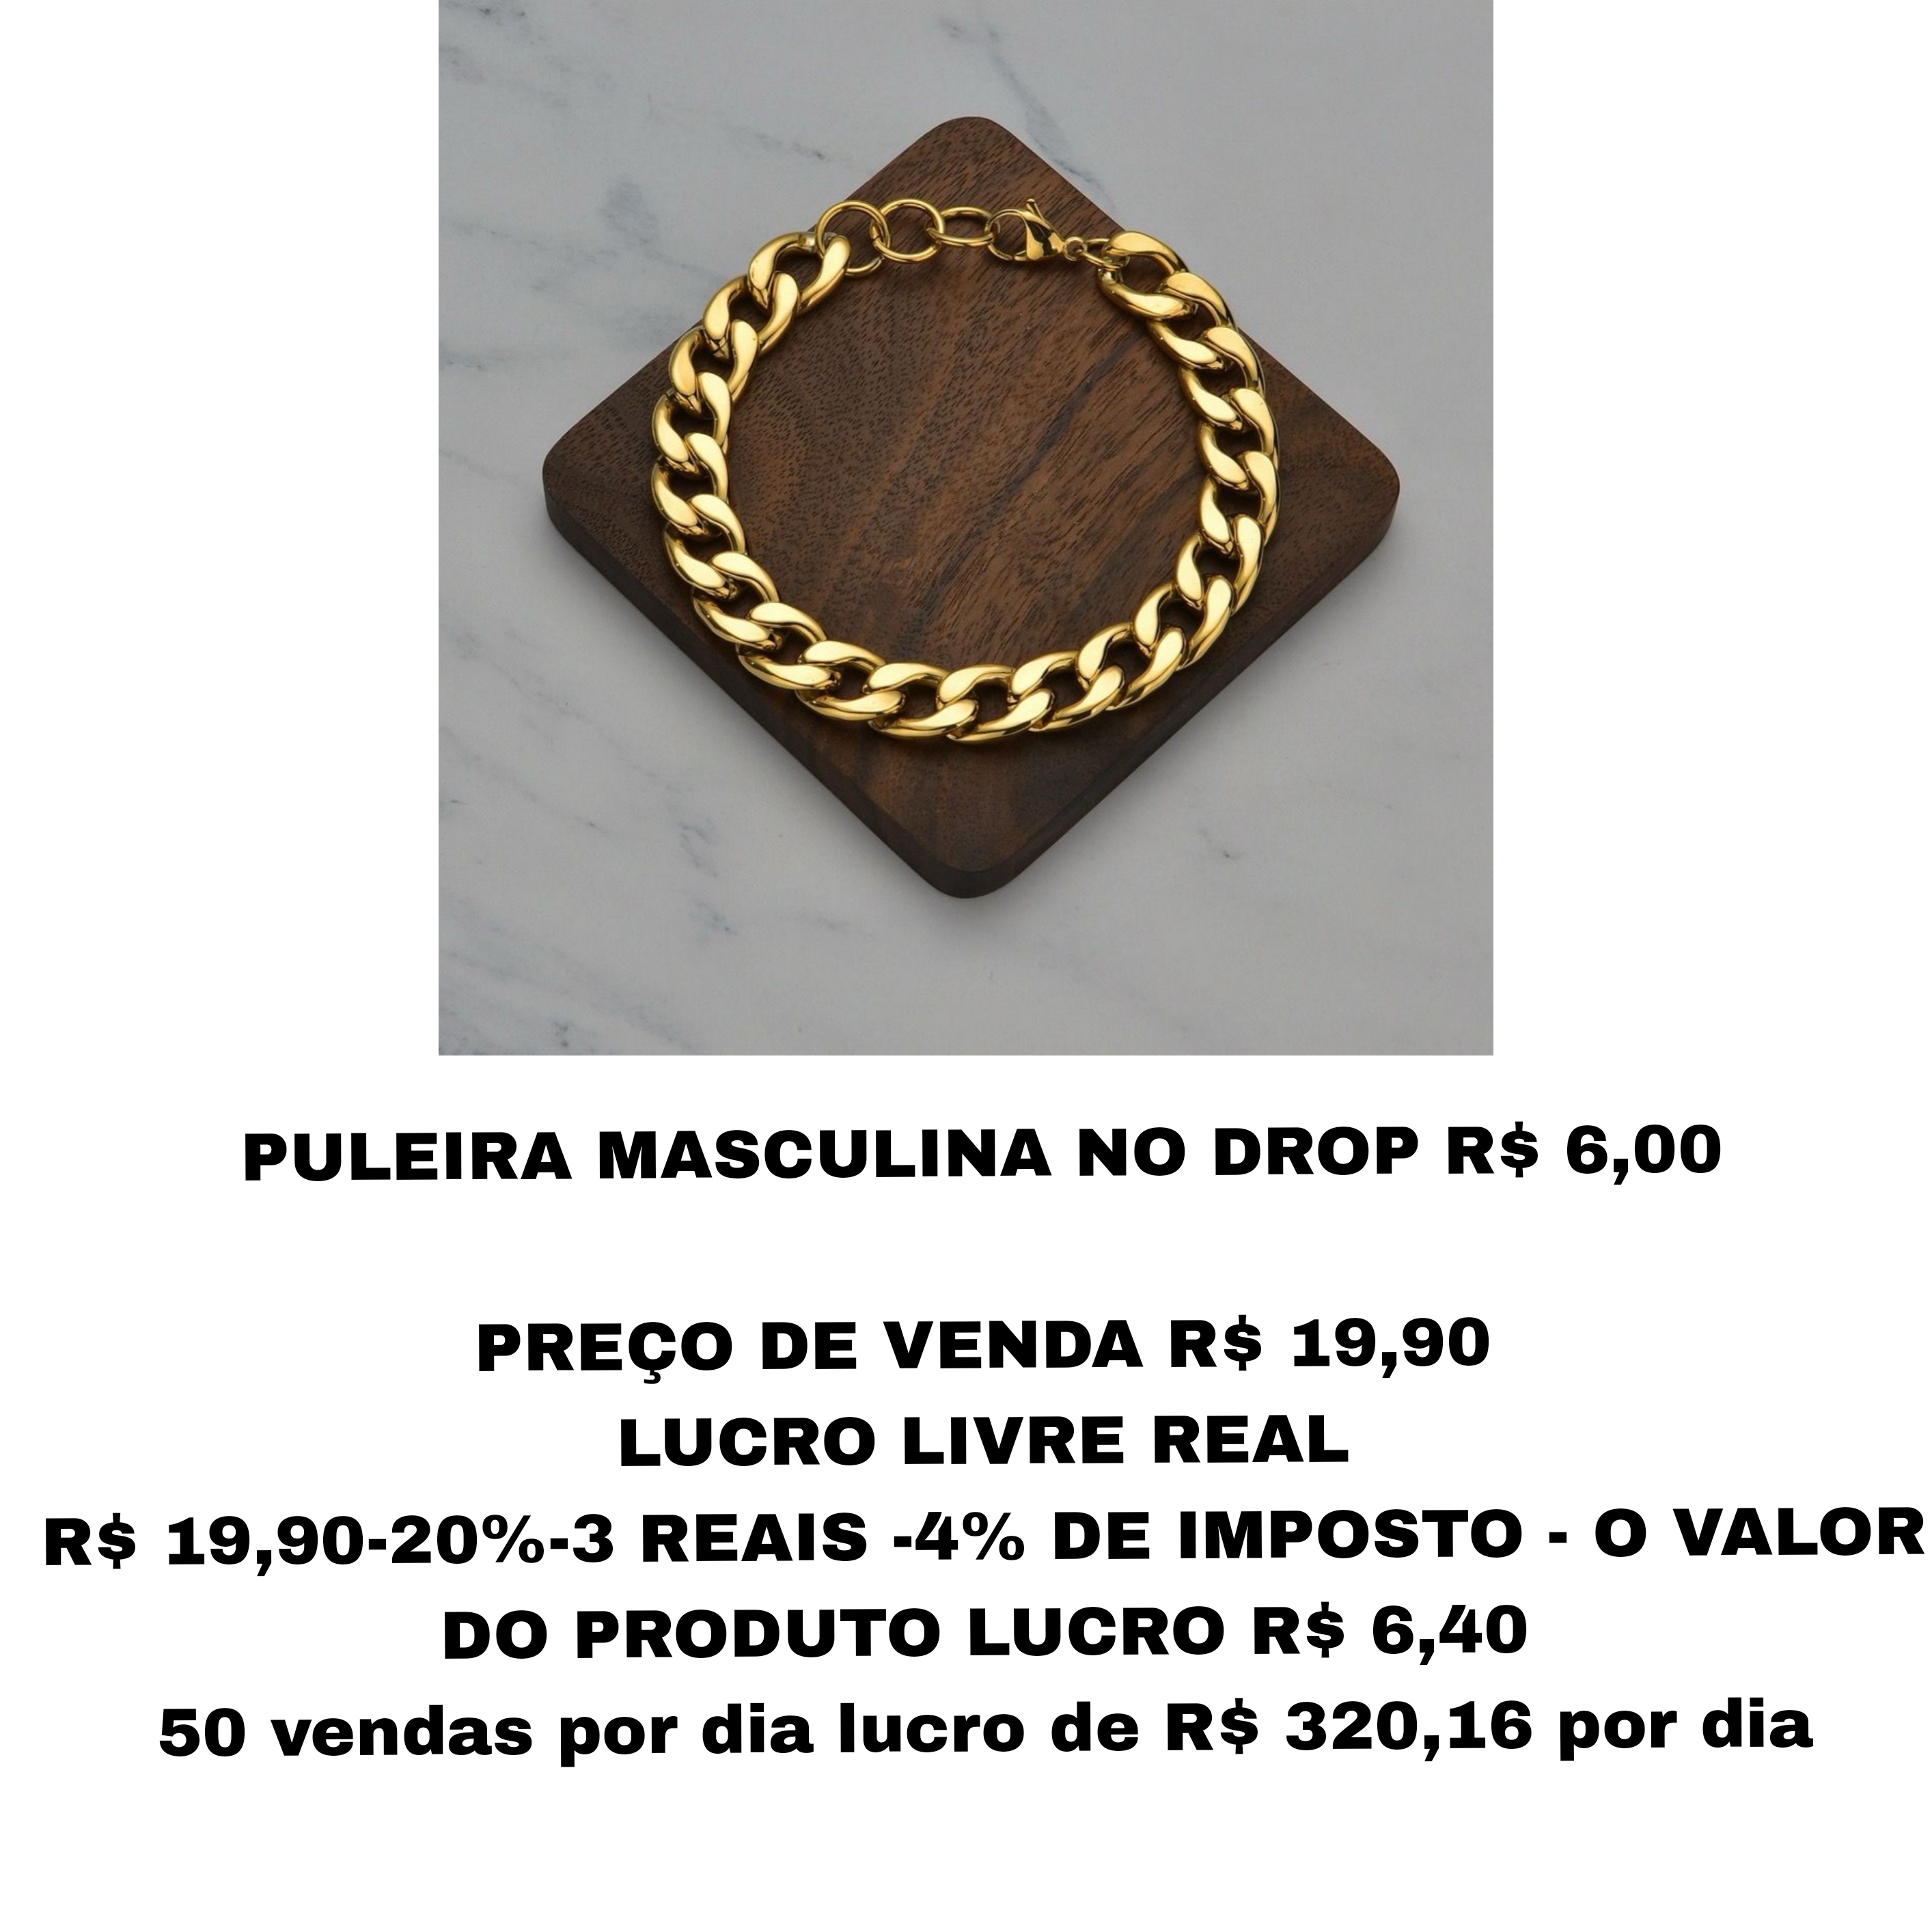 PULEIRA MASCULINA NO DROP R$ 6,00
PREÇO DE VENDA R$ 19,90
LUCRO LIVRE REAL
R$ 19,90-20%-3 REAIS -4% DE IMPOSTO - O VALOR
DO PRODUTO LUCRO R$ 6,40
50 vendas por dia lucro de R$ 320,16 por dia